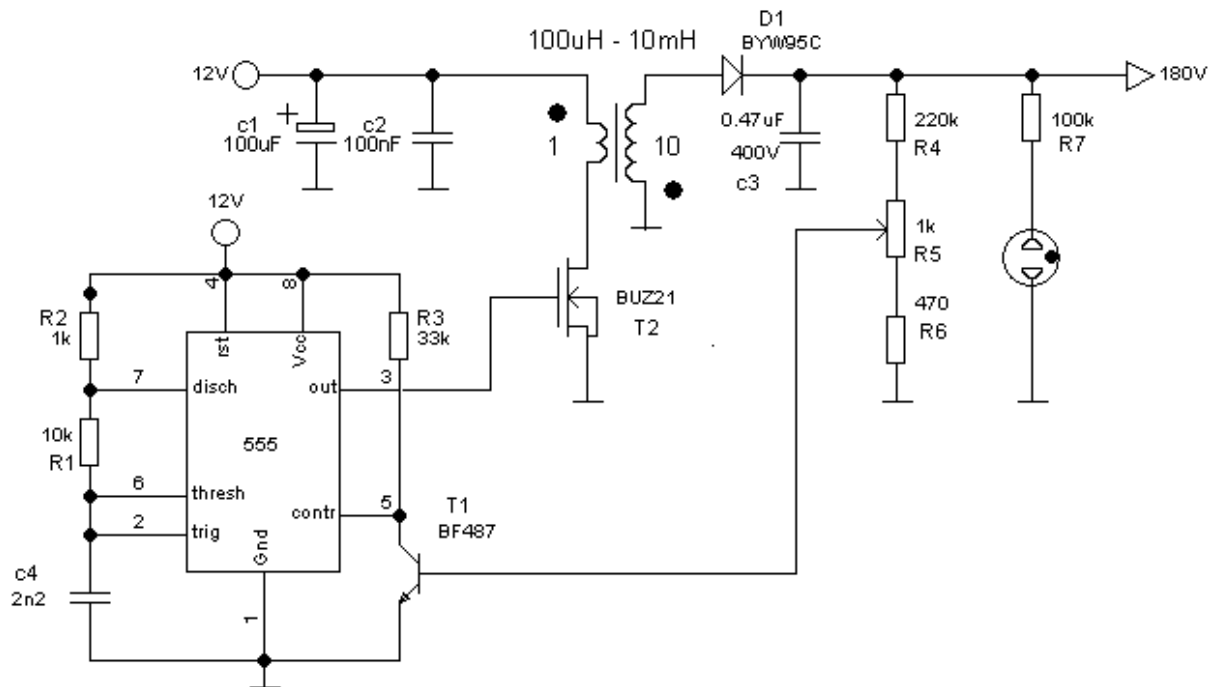 D1
BYW95C
100uH - 10mH
12V
180V
c1
100uF
+
c2
100nF
1
10
0.47uF
400V
c3
220k
R4
100k
R7
12V
1k
R5
4
8
BUZ21
T2
470
R6
R2
1k
rst
Vcc
R3
33k
7
disch
out
3
10k
R1
555
6
thresh
2
trig
contr
5
T1
BF487
Gnd
c4
2n2
1